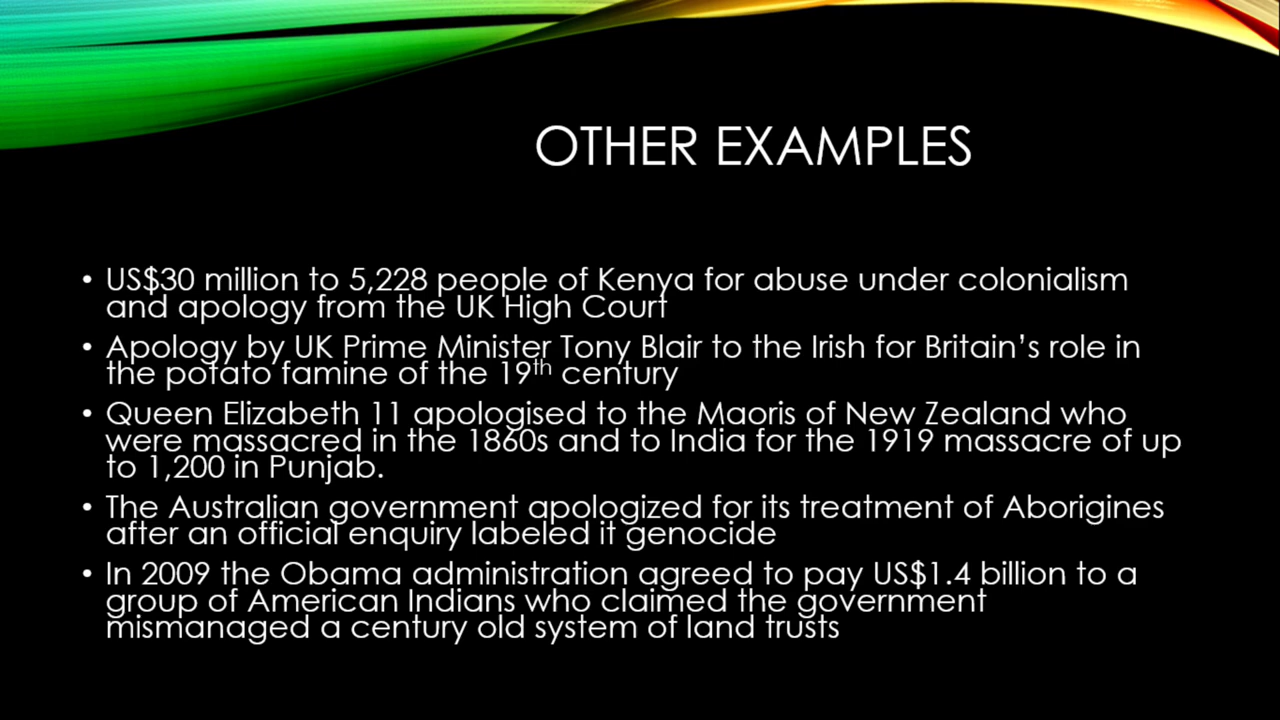 OTHER EXAMPLES
• US$30 million to 5,228 people of Kenya for abuse under colonialism
and apology from the UK High Court
• Apology by UK Prime Minister Tony Blair to the Irish for Britain's role in
the potato famine of the 19th century
• Queen Elizabeth 11 apologised to the Maoris of New Zealand who
were massacred in the 1860s and to India for the 1919 massacre of up
to 1,200 in Punjab.
• The Australian government apologized for its treatment of Aborigines
after an official enquiry labeled it genocide
• In 2009 the Obama administration agreed to pay US$1.4 billion to a
group of American Indians who claimed the government
mismanaged a century old system of land trusts